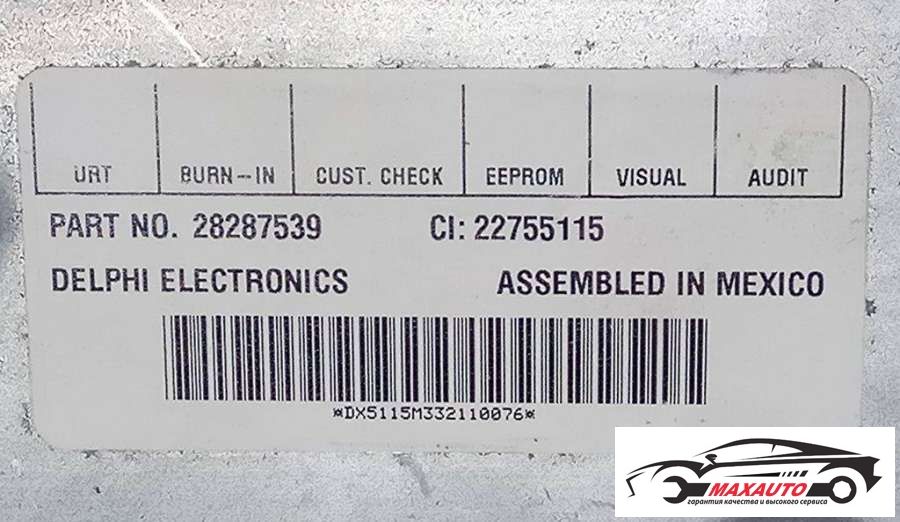 URT BURN-IN CUST. CHECK EEPROM VISUAL AUDIT
PART NO. 28287539 CI: 22755115
DELPHI ELECTRONICS ASSEMBLED IN MEXICO
*DX5115M332110076*
MAXAUTO
гарантия качества и высокого сервиса